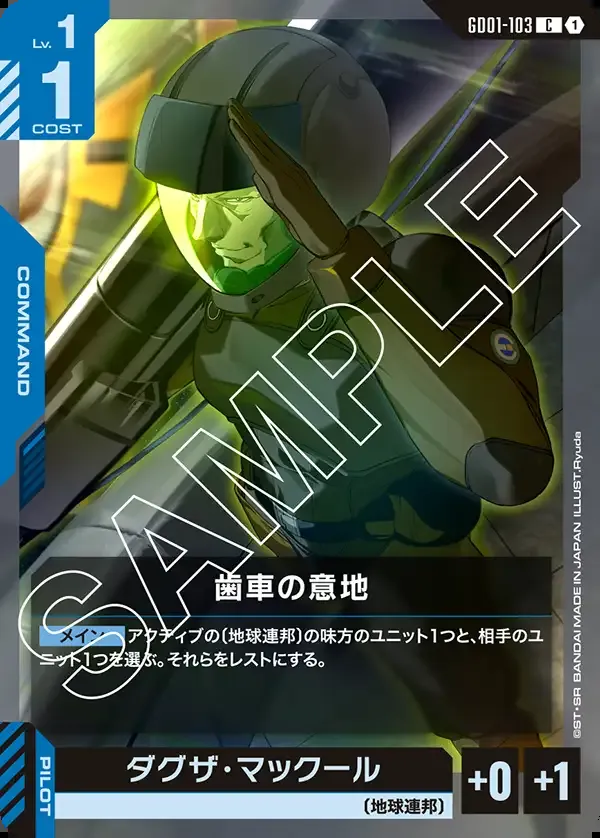 Lv. 1
1
COST
GD01-103 C 1
COMMAND
SAMPLE
歯車の意地
メイン アクティブの〔地球連邦〕の味方のユニット1つと、相手のユ
ニット1つを選ぶ。それらをレストにする。
©ST・SR BANDAI MADE IN JAPAN ILLUST.Ryuda
PILOT
ダグザ・マックール
〔地球連邦〕
+0 +1